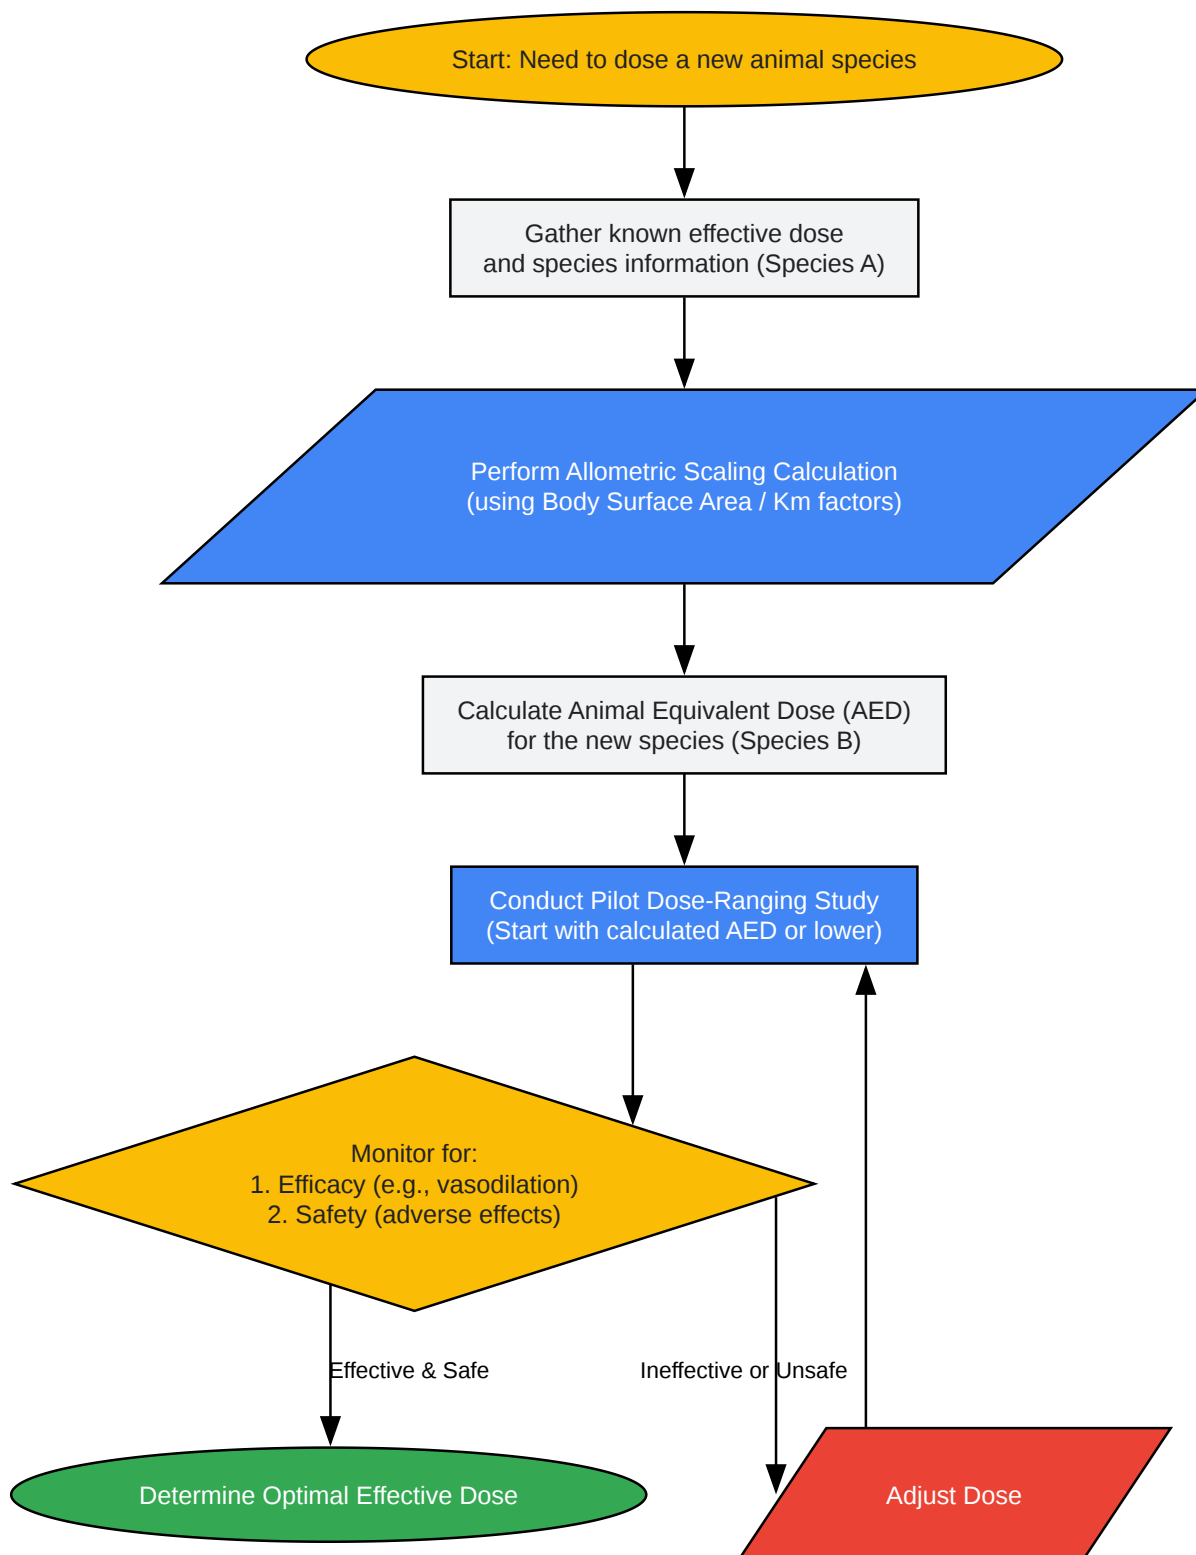 Start: Need to dose a new animal species
Gather known effective dose
and species information (Species A)
Perform Allometric Scaling Calculation
(using Body Surface Area / Km factors)
Calculate Animal Equivalent Dose (AED)
for the new species (Species B)
Conduct Pilot Dose-Ranging Study
(Start with calculated AED or lower)
Monitor for:
1. Efficacy (e.g., vasodilation)
2. Safety (adverse effects)
Effective & Safe
Ineffective or Unsafe
Determine Optimal Effective Dose
Adjust Dose